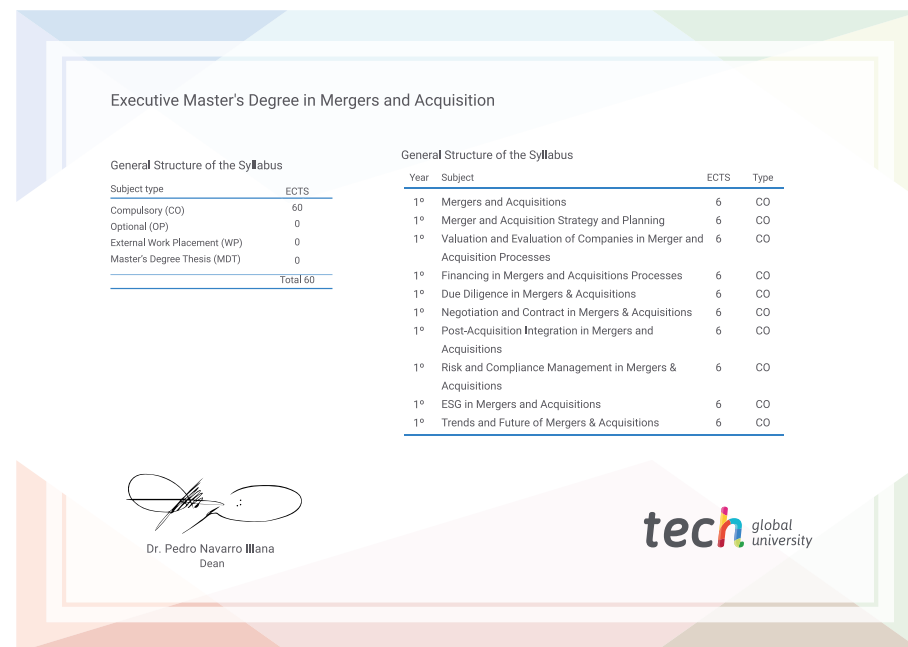 Executive Master's Degree in Mergers and Acquisition
General Structure of the Syllabus
Subject type ECTS
Compulsory (CO) 60
Optional (OP) 0
External Work Placement (WP) 0
Master's Degree Thesis (MDT) 0
Total 60
General Structure of the Syllabus
Year Subject ECTS Type
1º Mergers and Acquisitions 6 CO
1º Merger and Acquisition Strategy and Planning 6 CO
1º Valuation and Evaluation of Companies in Merger and 6 CO
Acquisition Processes
1º Financing in Mergers and Acquisitions Processes 6 CO
1º Due Diligence in Mergers & Acquisitions 6 CO
1º Negotiation and Contract in Mergers & Acquisitions 6 CO
1º Post-Acquisition Integration in Mergers and 6 CO
Acquisitions
1º Risk and Compliance Management in Mergers & 6 CO
Acquisitions
1º ESG in Mergers and Acquisitions 6 CO
1º Trends and Future of Mergers & Acquisitions 6 CO
Dr. Pedro Navarro Illana
Dean
tech global
university